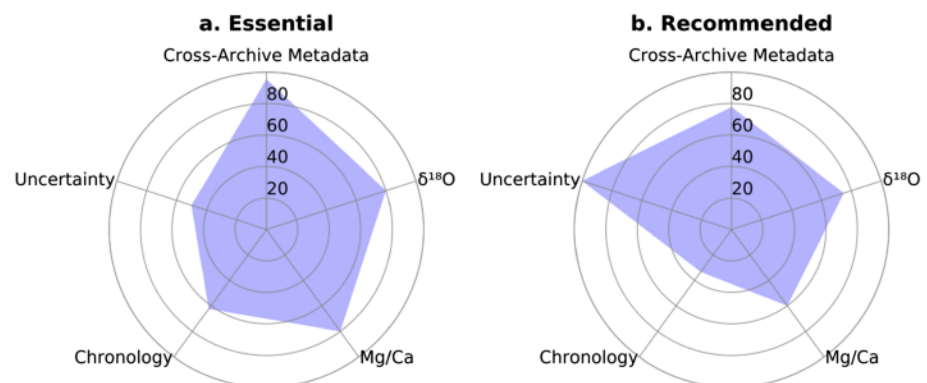 a. Essential
Cross-Archive Metadata
80
60
40
20
Uncertainty
δ¹⁸O
Chronology
Mg/Ca
b. Recommended
Cross-Archive Metadata
80
60
40
20
Uncertainty
δ¹⁸O
Chronology
Mg/Ca